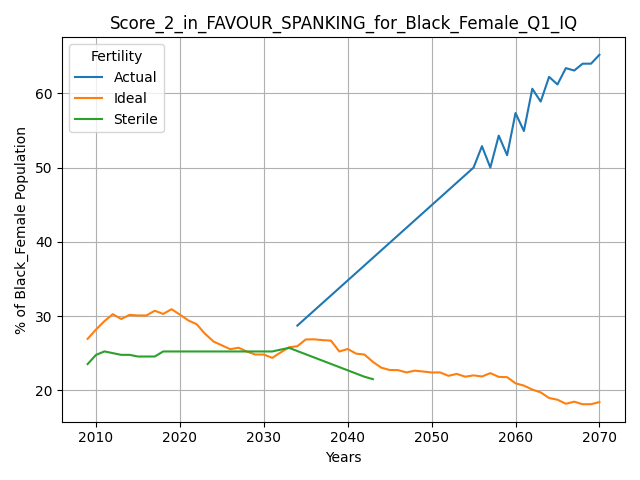 Score_2_in_FAVOUR_SPANKING_for_Black_Female_Q1_IQ
Fertility
Actual
Ideal
Sterile
% of Black_Female Population
60
50
40
30
20
2010 2020 2030 2040 2050 2060 2070
Years